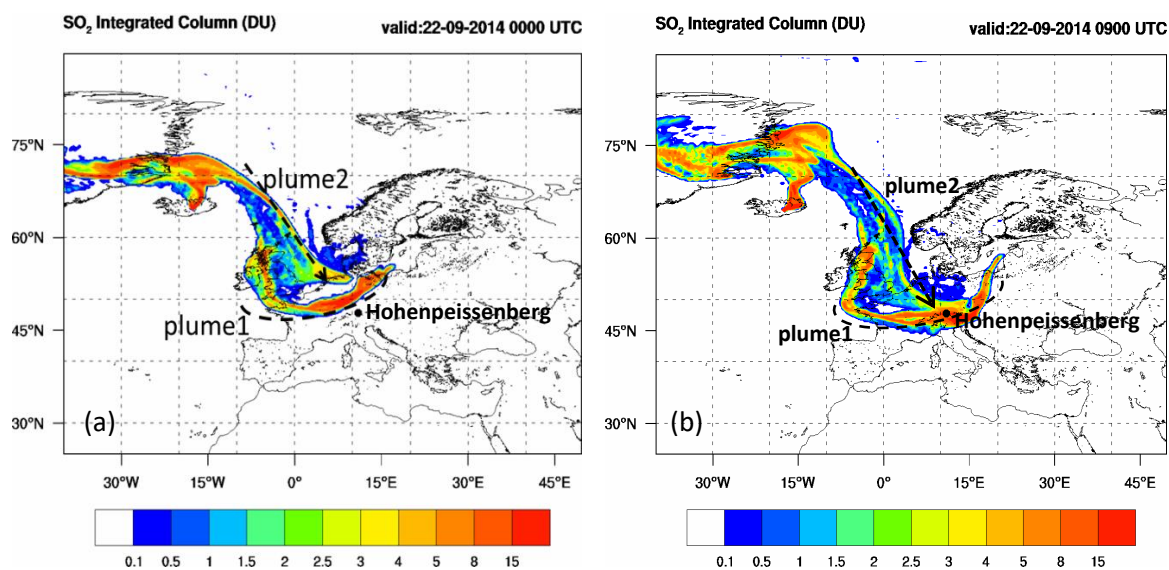 SO2 Integrated Column (DU) valid:22-09-2014 0000 UTC
75°N
60°N
45°N
30°N
plume2
plume1
Hohenpeissenberg
(a)
30°W 15°W 0° 15°E 30°E 45°E
0.1 0.5 1 1.5 2 2.5 3 4 5 8 15
SO2 Integrated Column (DU) valid:22-09-2014 0900 UTC
75°N
60°N
45°N
30°N
plume2
plume1
Hohenpeissenberg
(b)
30°W 15°W 0° 15°E 30°E 45°E
0.1 0.5 1 1.5 2 2.5 3 4 5 8 15